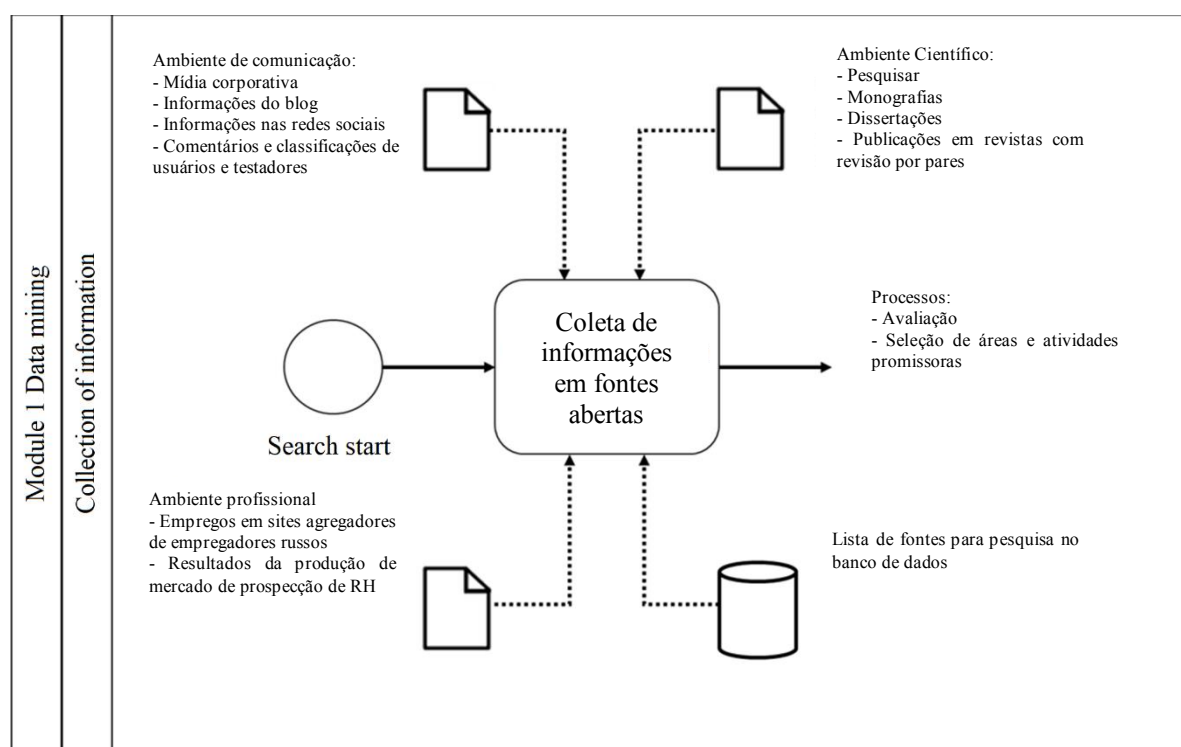 Module 1 Data mining
Collection of information
Ambiente de comunicação:
- Mídia corporativa
- Informações do blog
- Informações nas redes sociais
- Comentários e classificações de
usuários e testadores
Ambiente Científico:
- Pesquisar
- Monografias
- Dissertações
- Publicações em revistas com
revisão por pares
Search start
Coleta de
informações
em fontes
abertas
Processos:
- Avaliação
- Seleção de áreas e atividades
promissoras
Ambiente profissional
- Empregos em sites agregadores
de empregadores russos
- Resultados da produção de
mercado de prospecção de RH
Lista de fontes para pesquisa no
banco de dados